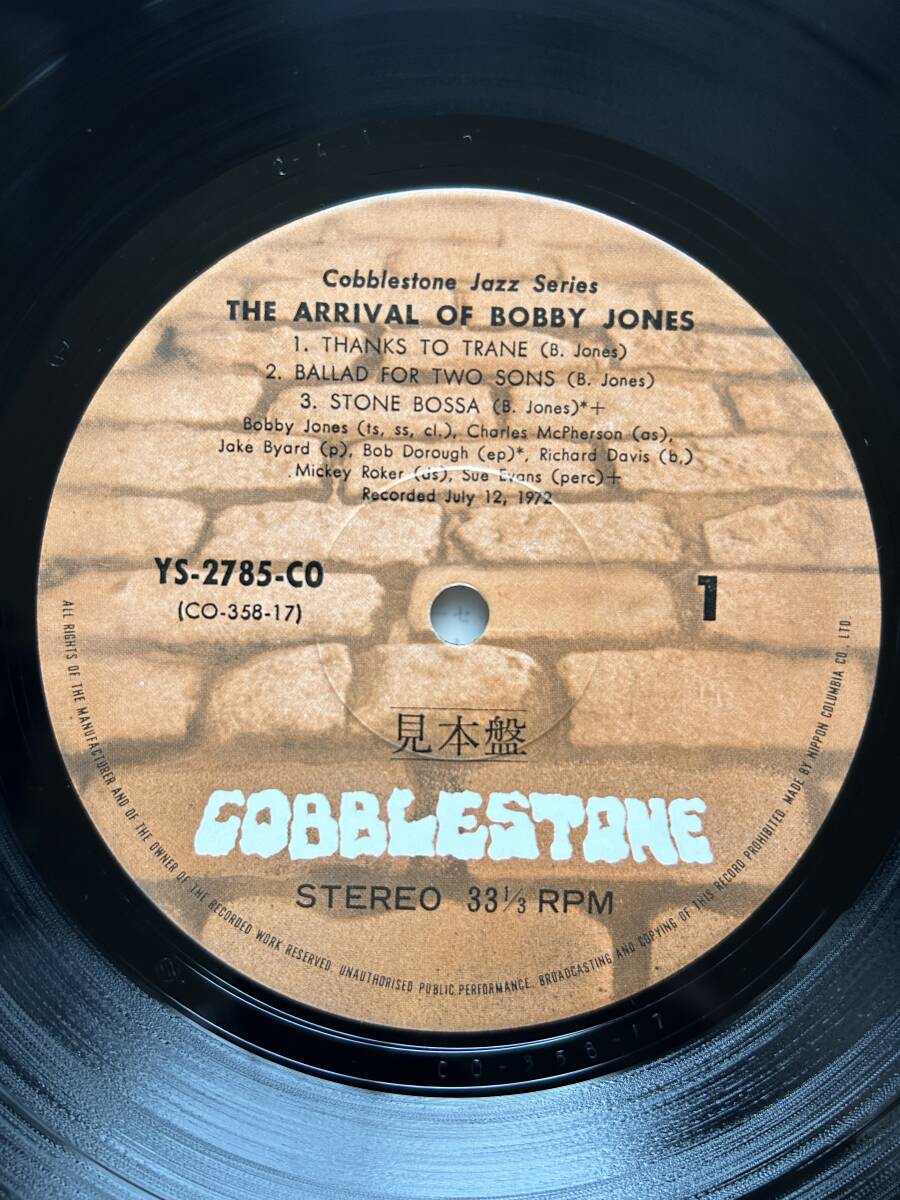 Cobblestone Jazz Series
THE ARRIVAL OF BOBBY JONES
1. THANKS TO TRANE (B. Jones)
2. BALLAD FOR TWO SONS (B. Jones)
3. STONE BOSSA (B. Jones)*+
Bobby Jones (ts, ss, cl.), Charles McPherson (as),
Jake Byard (p), Bob Dorough (ep)*, Richard Davis (b,)
Mickey Roker (ds), Sue Evans (perc)+
Recorded July 12, 1972
YS-2785-CO
(CO-358-17)
1
見本盤
COBBLESTONE
STEREO 33 1/3 RPM
ALL RIGHTS OF THE MANUFACTURER AND OF THE OWNER OF THE RECORDED WORK RESERVED. UNAUTHORISED PUBLIC PERFORMANCE. BROADCASTING AND COPYING OF THIS RECORD PROHIBITED. MADE BY NIPPON COLUMBIA CO., LTD.
CO-358-17